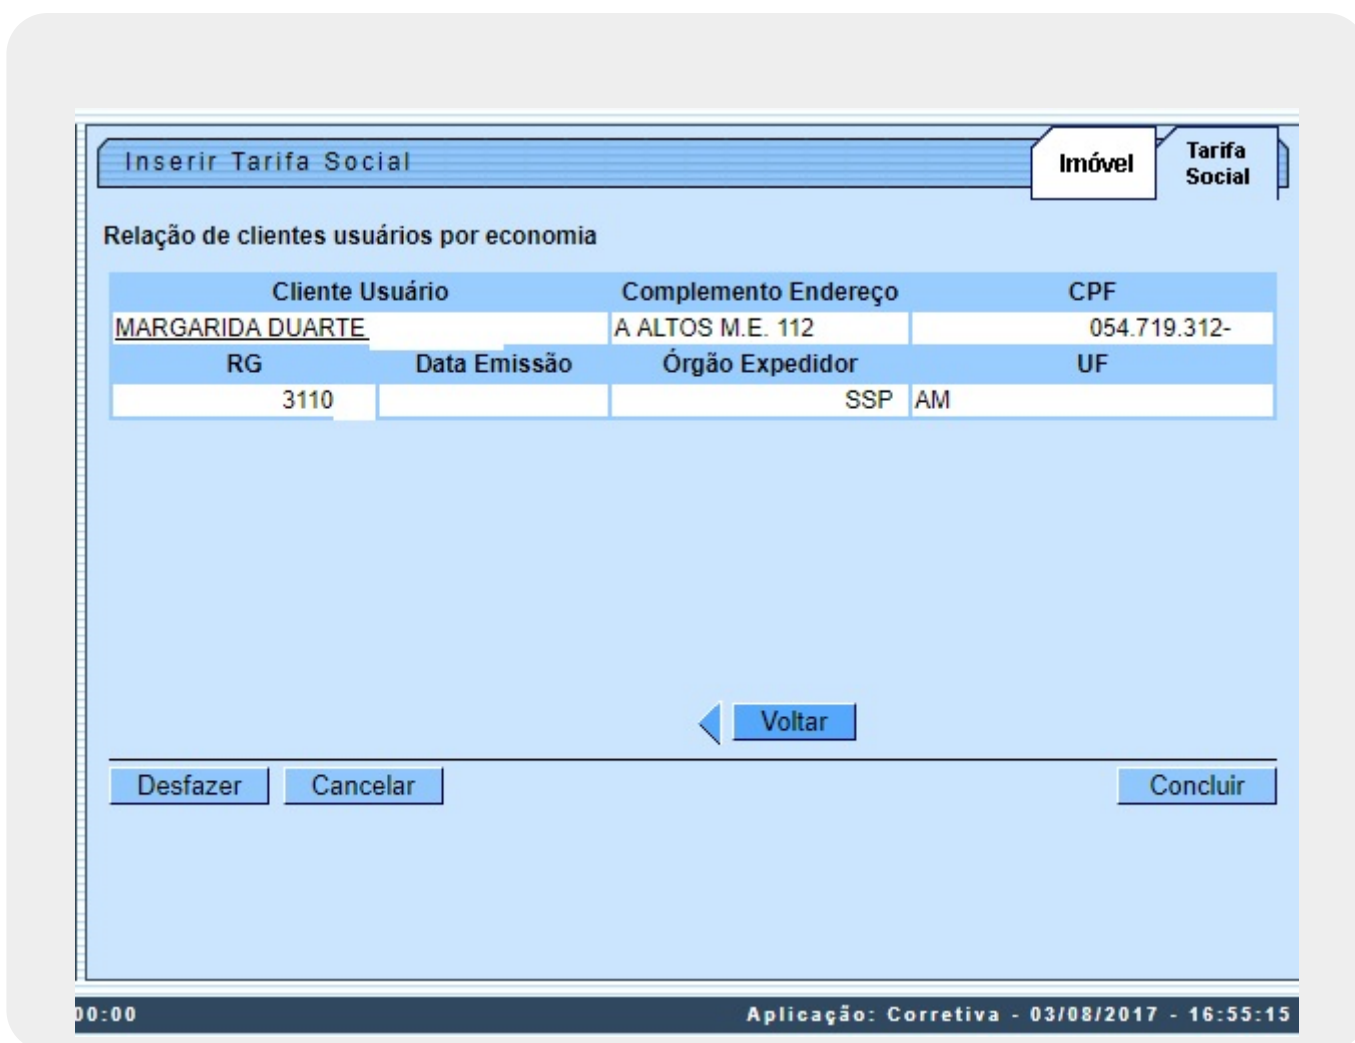 Inserir Tarifa Social
Imóvel
Tarifa
Social
Relação de clientes usuários por economia
Cliente Usuário Complemento Endereço CPF
MARGARIDA DUARTE A ALTOS M.E. 112 054.719.312-
RG Data Emissão Órgão Expedidor UF
3110 SSP AM
Voltar
Desfazer Cancelar Concluir
00:00 Aplicação: Corretiva - 03/08/2017 - 16:55:15